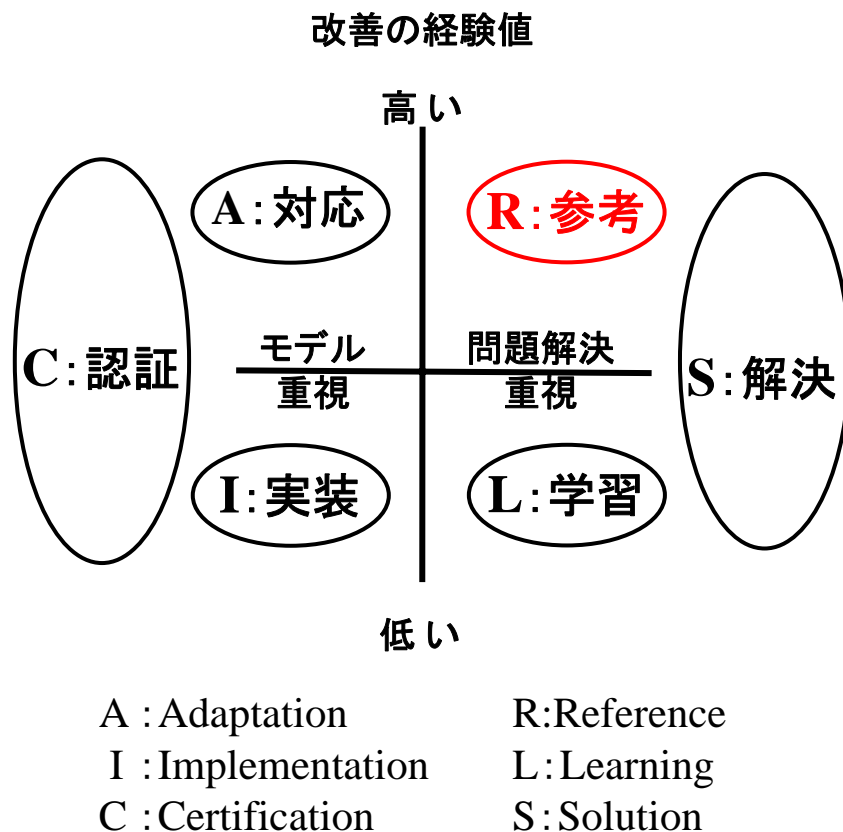 改善の経験値
高い
A:対応
R:参考
モデル
重視
問題解決
重視
C:認証
S:解決
I:実装
L:学習
低い
A:Adaptation
R:Reference
I:Implementation
L:Learning
C:Certification
S:Solution